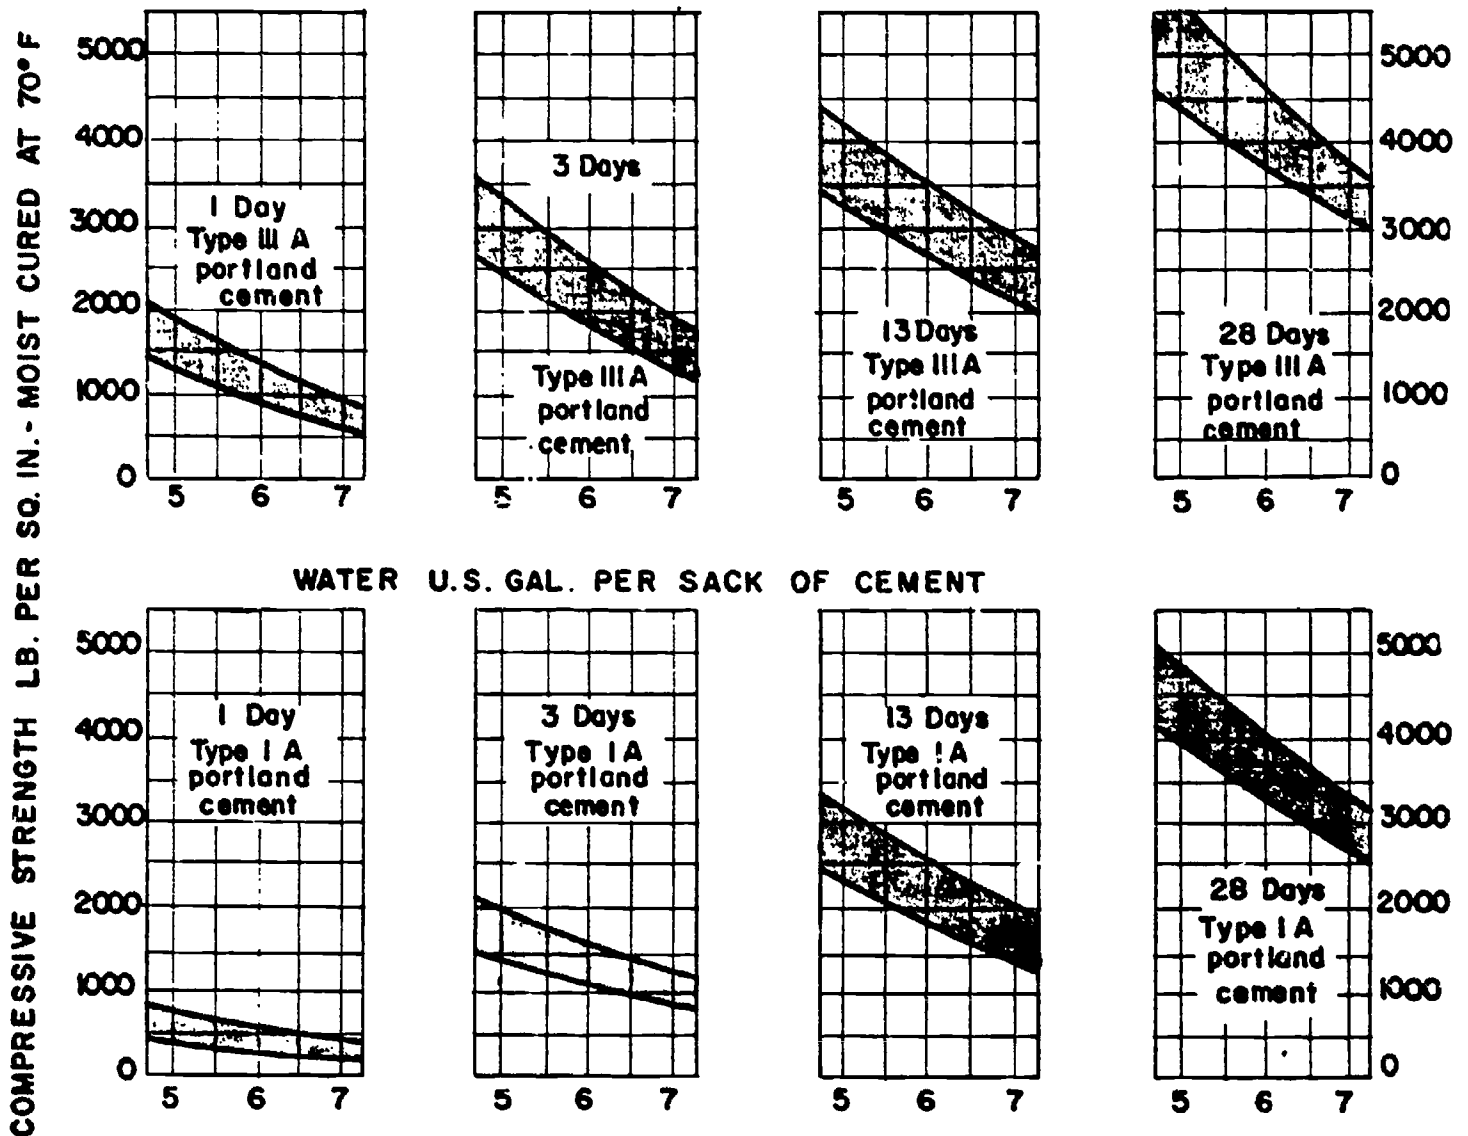 COMPRESSIVE STRENGTH LB. PER SQ. IN. - MOIST CURED AT 70° F
5000
4000
3000
2000
1000
0
1 Day
Type III A
portland
cement
5 6 7
3 Days
Type III A
portland
cement
5 6 7
13 Days
Type III A
portland
cement
5 6 7
28 Days
Type III A
portland
cement
5 6 7
5000
4000
3000
2000
1000
0
WATER U.S. GAL. PER SACK OF CEMENT
5000
4000
3000
2000
1000
0
1 Day
Type I A
portland
cement
5 6 7
3 Days
Type I A
portland
cement
5 6 7
13 Days
Type I A
portland
cement
5 6 7
28 Days
Type I A
portland
cement
5 6 7
5000
4000
3000
2000
1000
0